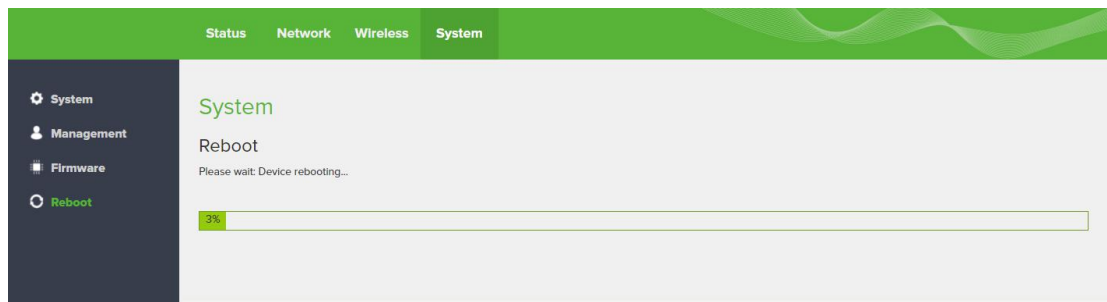 Status Network Wireless System
System
Management
Firmware
Reboot
System
Reboot
Please wait: Device rebooting...
3%